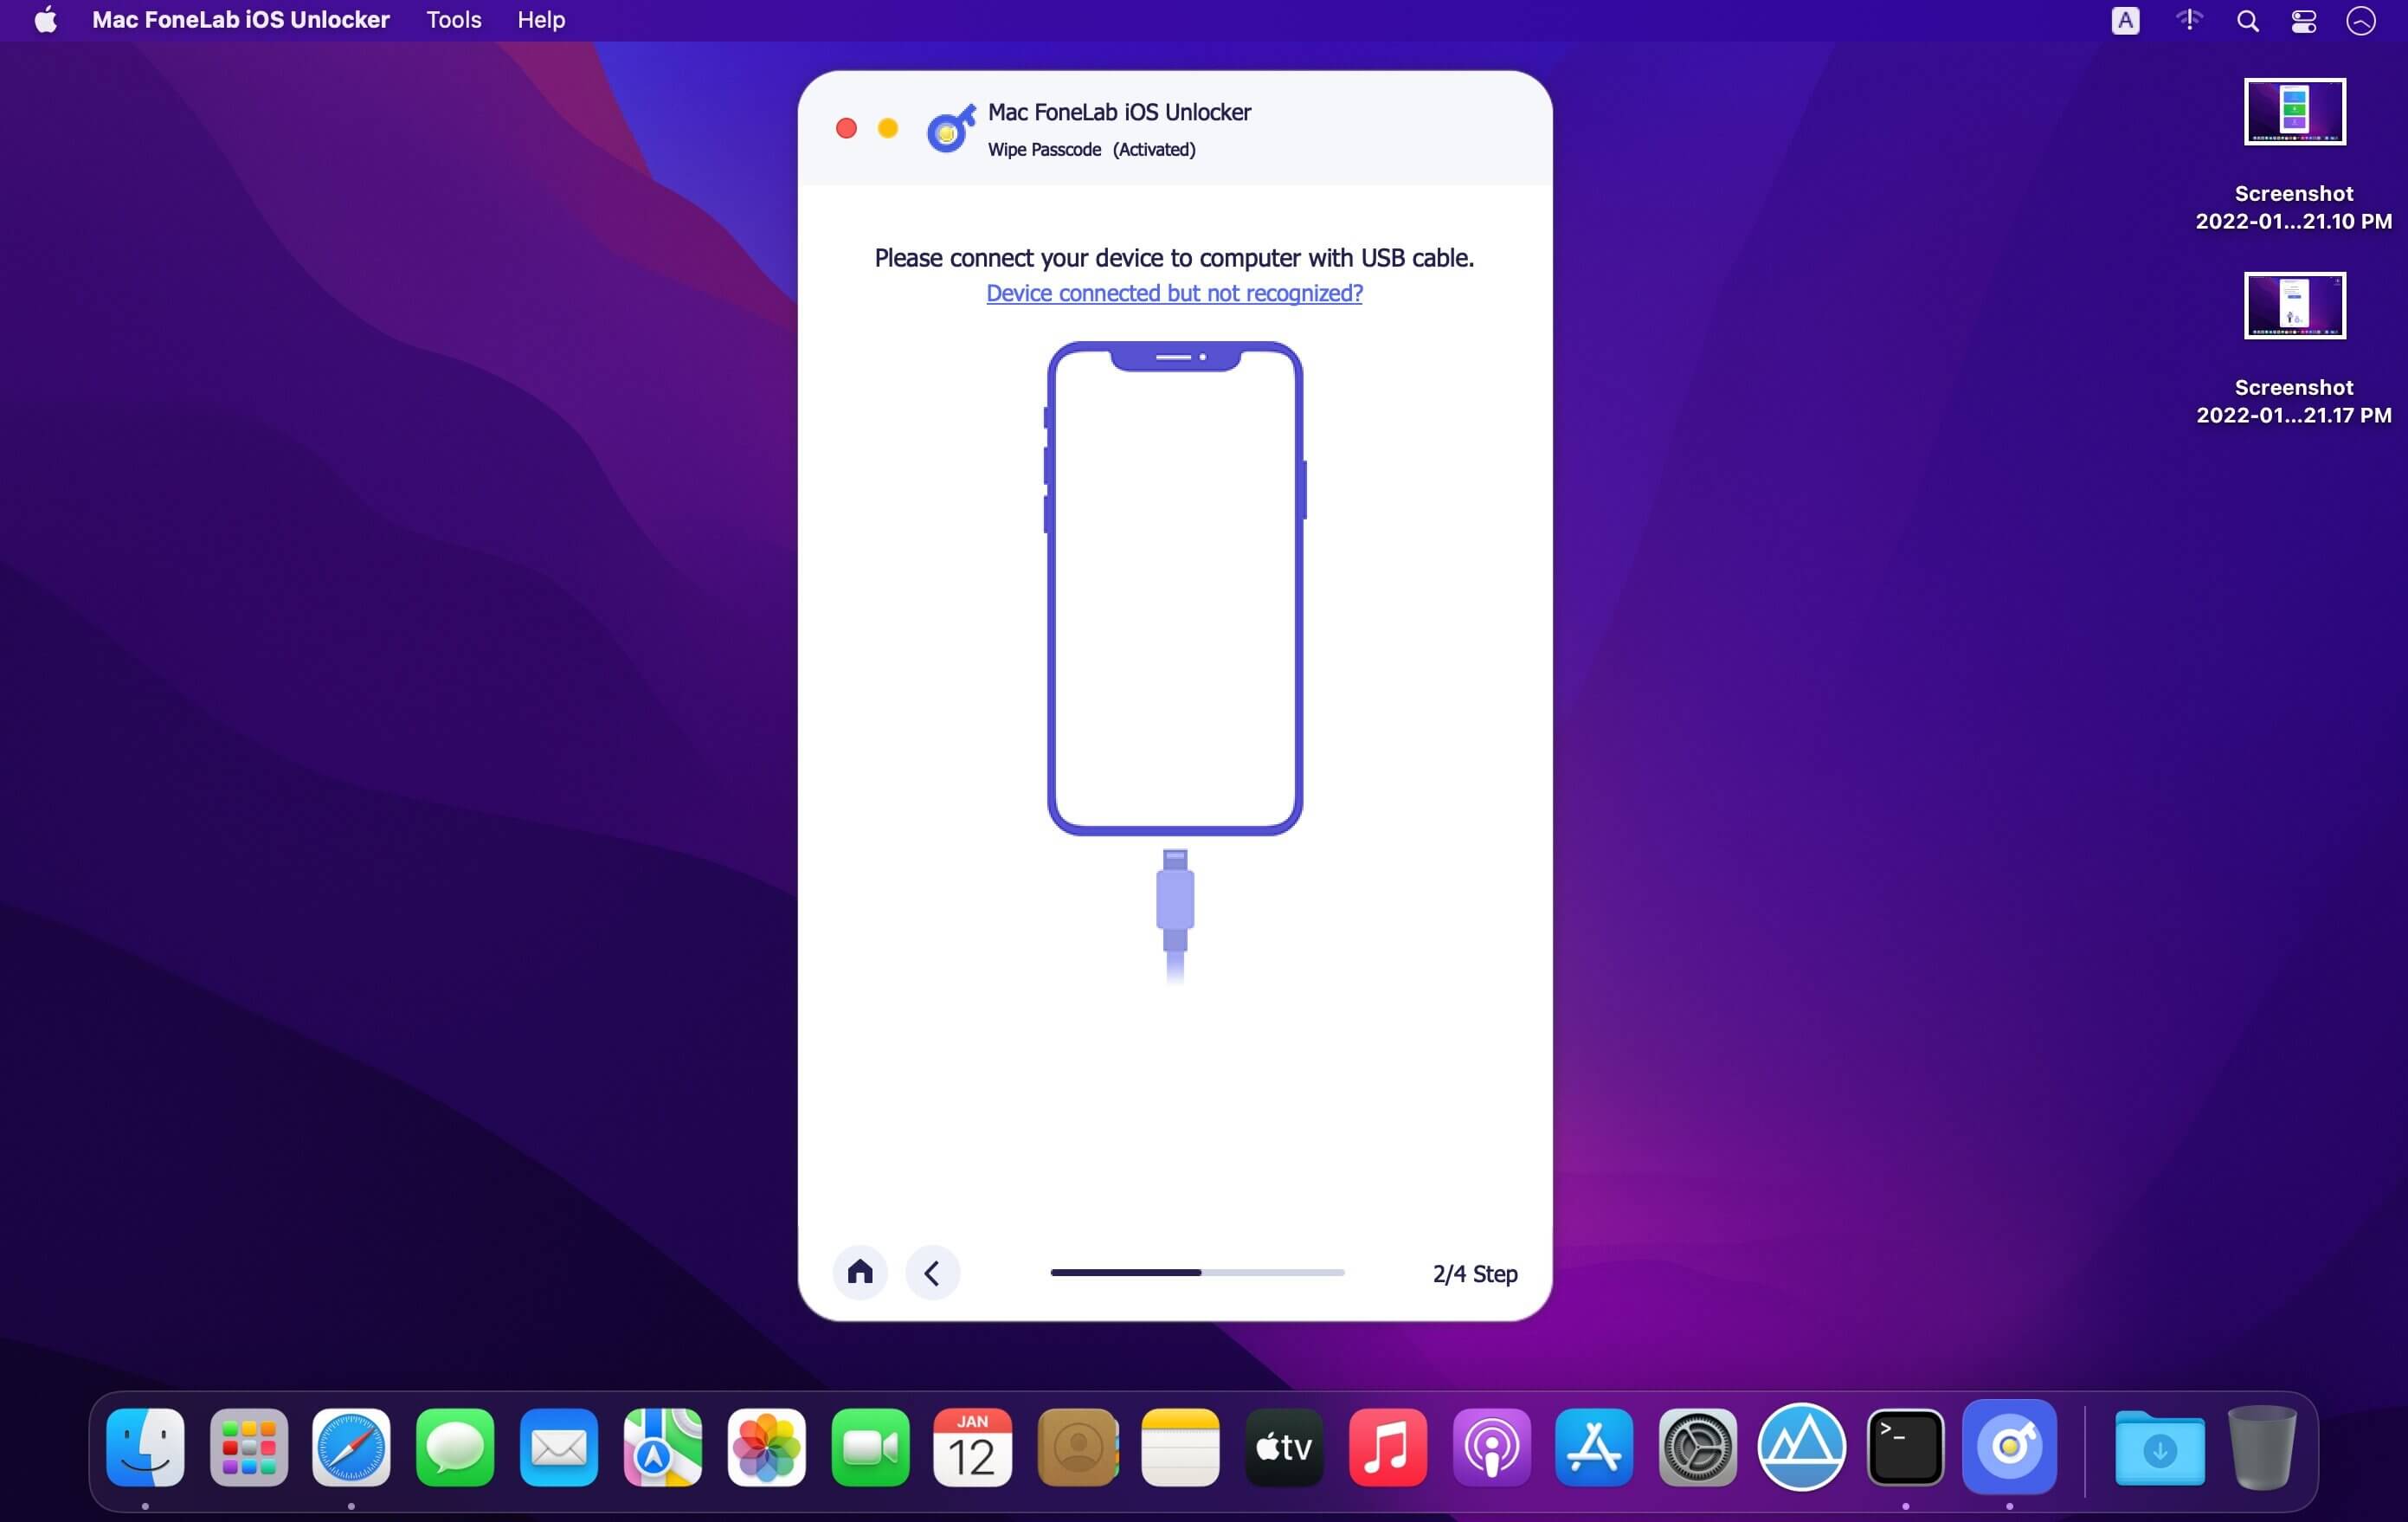 Mac FoneLab iOS Unlocker Tools Help A
Mac FoneLab iOS Unlocker
Wipe Passcode (Activated)
Please connect your device to computer with USB cable.
Device connected but not recognized?
Screenshot
2022-01...21.10 PM
Screenshot
2022-01...21.17 PM
2/4 Step
JAN
12
tv
>_